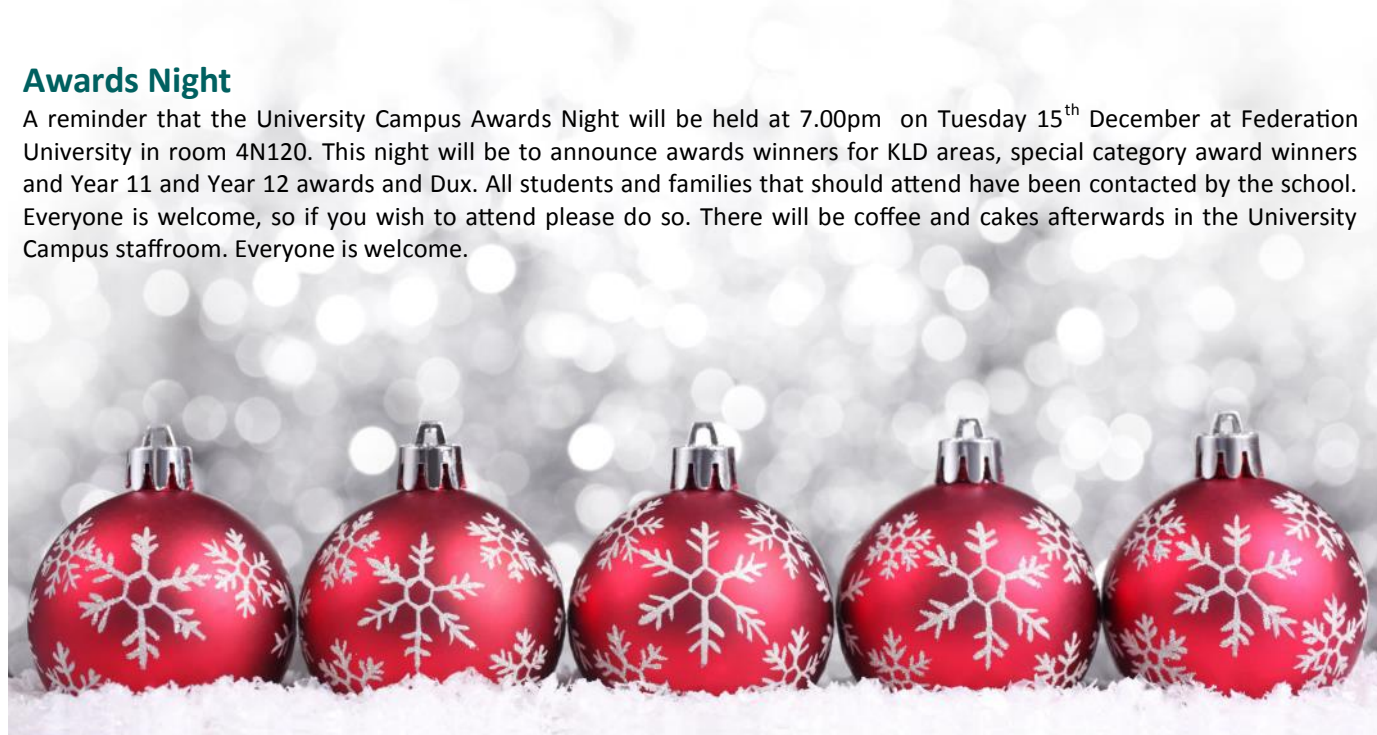 Awards Night
A reminder that the University Campus Awards Night will be held at 7.00pm  on Tuesday 15th December at Federation
University in room 4N120. This night will be to announce awards winners for KLD areas, special category award winners
and Year 11 and Year 12 awards and Dux. All students and families that should attend have been contacted by the school.
Everyone is welcome, so if you wish to attend please do so. There will be coffee and cakes afterwards in the University
Campus staffroom. Everyone is welcome.